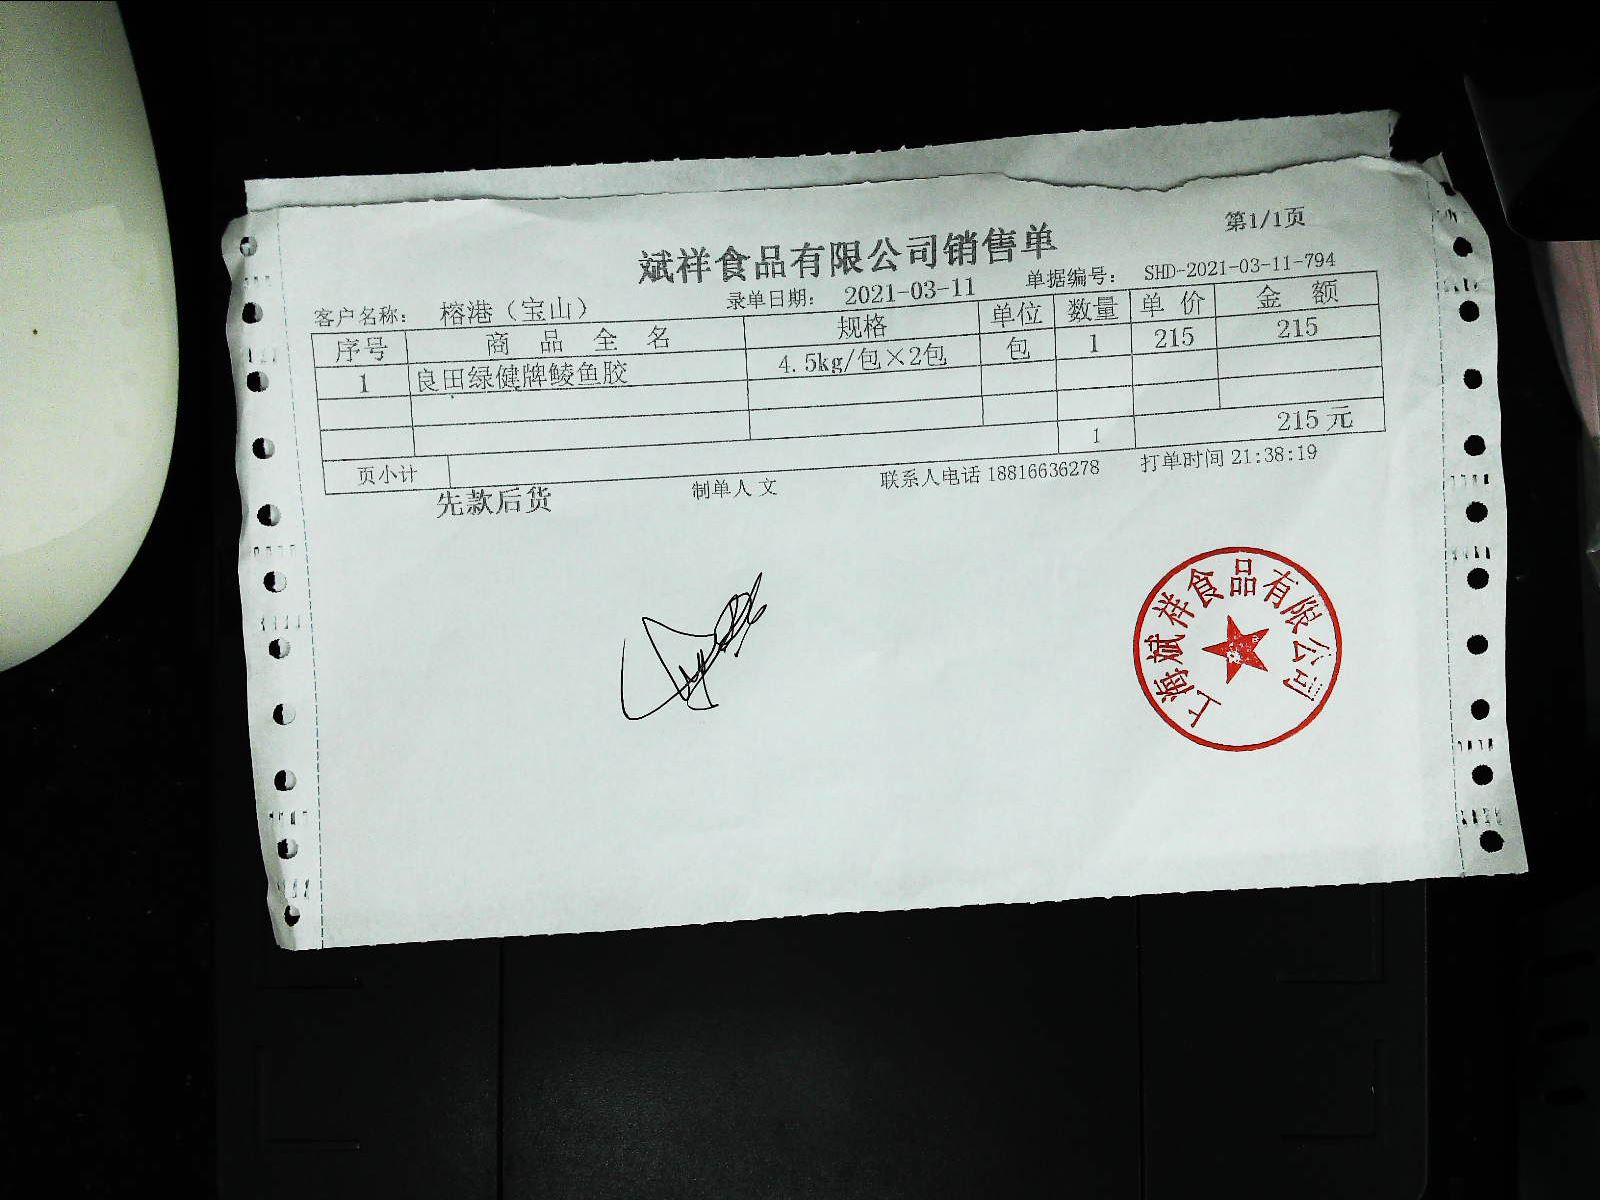 第1/1页
斌祥食品有限公司销售单
客户名称： 榕港（宝山） 录单日期： 2021-03-11 单据编号： SHD-2021-03-11-794
序号 商 品 全 名 规格 单位 数量 单 价 金 额
1 良田绿健牌鲮鱼胶 4.5kg/包×2包 包 1 215 215
页小计 1 215元
先款后货 制单人 文 联系人电话 18816636278 打单时间 21:38:19
上海斌祥食品有限公司